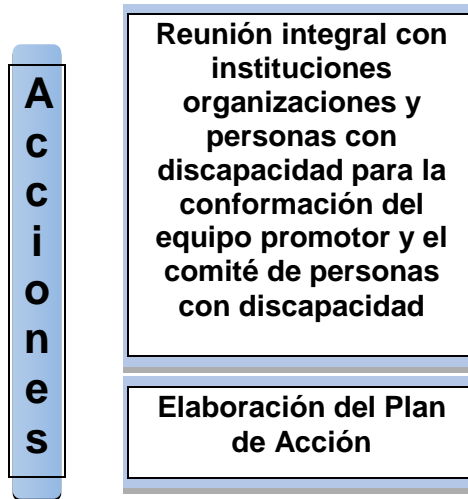 Acciones
Reunión integral con
instituciones
organizaciones y
personas con
discapacidad para la
conformación del
equipo promotor y el
comité de personas
con discapacidad
Elaboración del Plan
de Acción